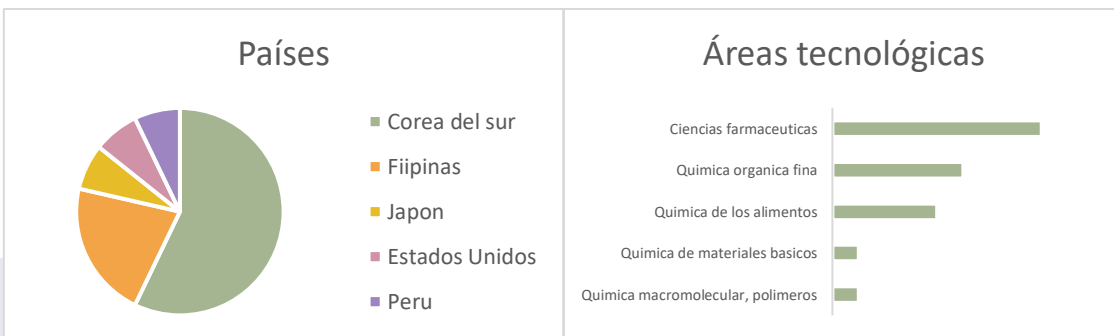 Países
Corea del sur
Fiipinas
Japon
Estados Unidos
Peru
Áreas tecnológicas
Ciencias farmaceuticas
Quimica organica fina
Quimica de los alimentos
Quimica de materiales basicos
Quimica macromolecular, polimeros